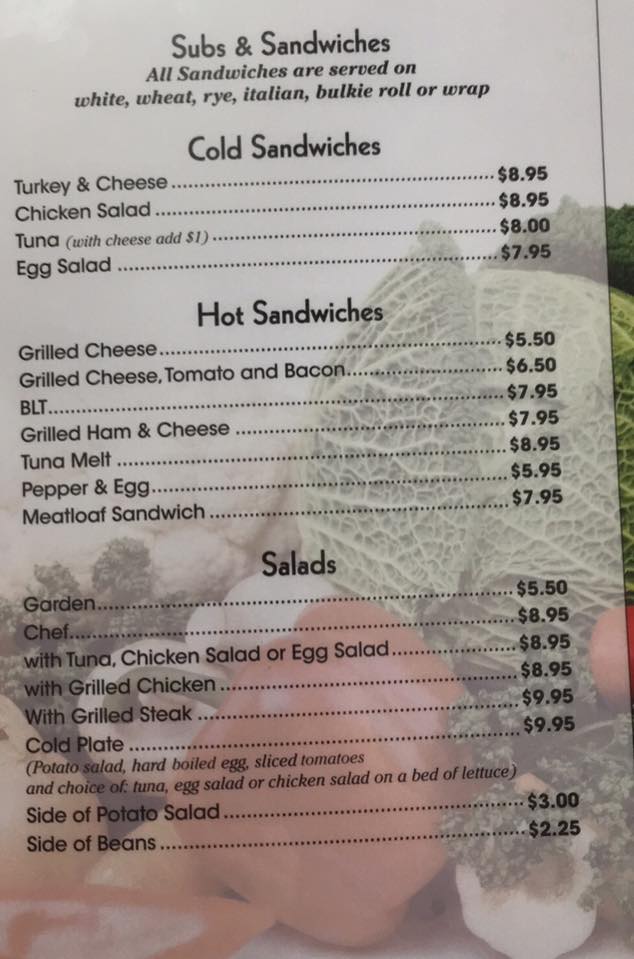 Subs & Sandwiches
All Sandwiches are served on
white, wheat, rye, italian, bulkie roll or wrap
Cold Sandwiches
Turkey & Cheese $8.95
Chicken Salad $8.95
Tuna (with cheese add $1) $8.00
Egg Salad $7.95
Hot Sandwiches
Grilled Cheese $5.50
Grilled Cheese, Tomato and Bacon $6.50
BLT $7.95
Grilled Ham & Cheese $7.95
Tuna Melt $8.95
Pepper & Egg $5.95
Meatloaf Sandwich $7.95
Salads
Garden $5.50
Chef $8.95
with Tuna, Chicken Salad or Egg Salad $8.95
with Grilled Chicken $8.95
With Grilled Steak $9.95
Cold Plate $9.95
(Potato salad, hard boiled egg, sliced tomatoes
and choice of: tuna, egg salad or chicken salad on a bed of lettuce)
Side of Potato Salad $3.00
Side of Beans $2.25